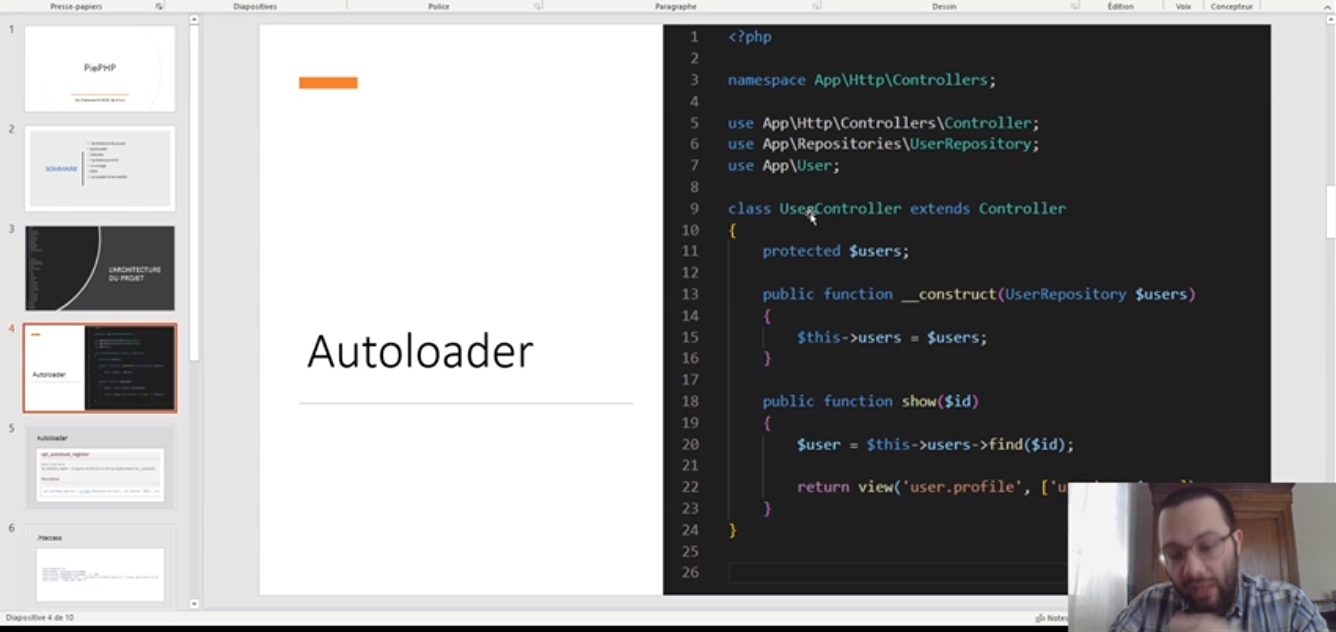 Presse-papiers
Diapositives
Police
Paragraphe
Dessin
Édition
Voix
Concepteur
1
PiePHP
2
SOMMAIRE
3
L'ARCHITECTURE
DU PROJET
4
Autoloader
5
Autoloader
spl_autoload_register
Description
6
.htaccess
Autoloader
1 <?php
2
3 namespace App\Http\Controllers;
4
5 use App\Http\Controllers\Controller;
6 use App\Repositories\UserRepository;
7 use App\User;
8
9 class UserController extends Controller
10 {
11 protected $users;
12
13 public function __construct(UserRepository $users)
14 {
15 $this->users = $users;
16 }
17
18 public function show($id)
19 {
20 $user = $this->users->find($id);
21
22 return view('user.profile', ['u
23 }
24 }
25
26
Diapositive 4 de 10
Notes